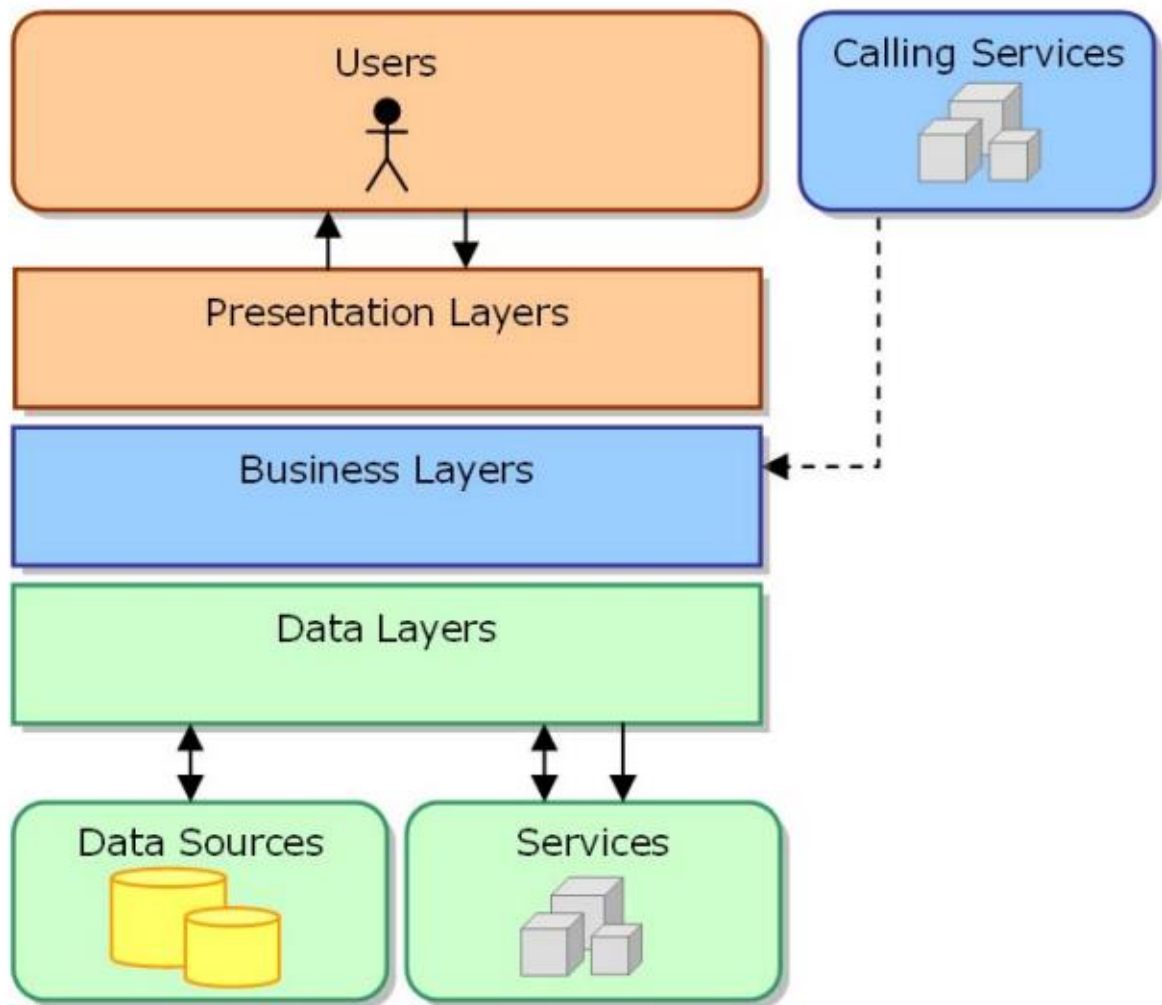 Users
Calling Services
Presentation Layers
Business Layers
Data Layers
Data Sources
Services